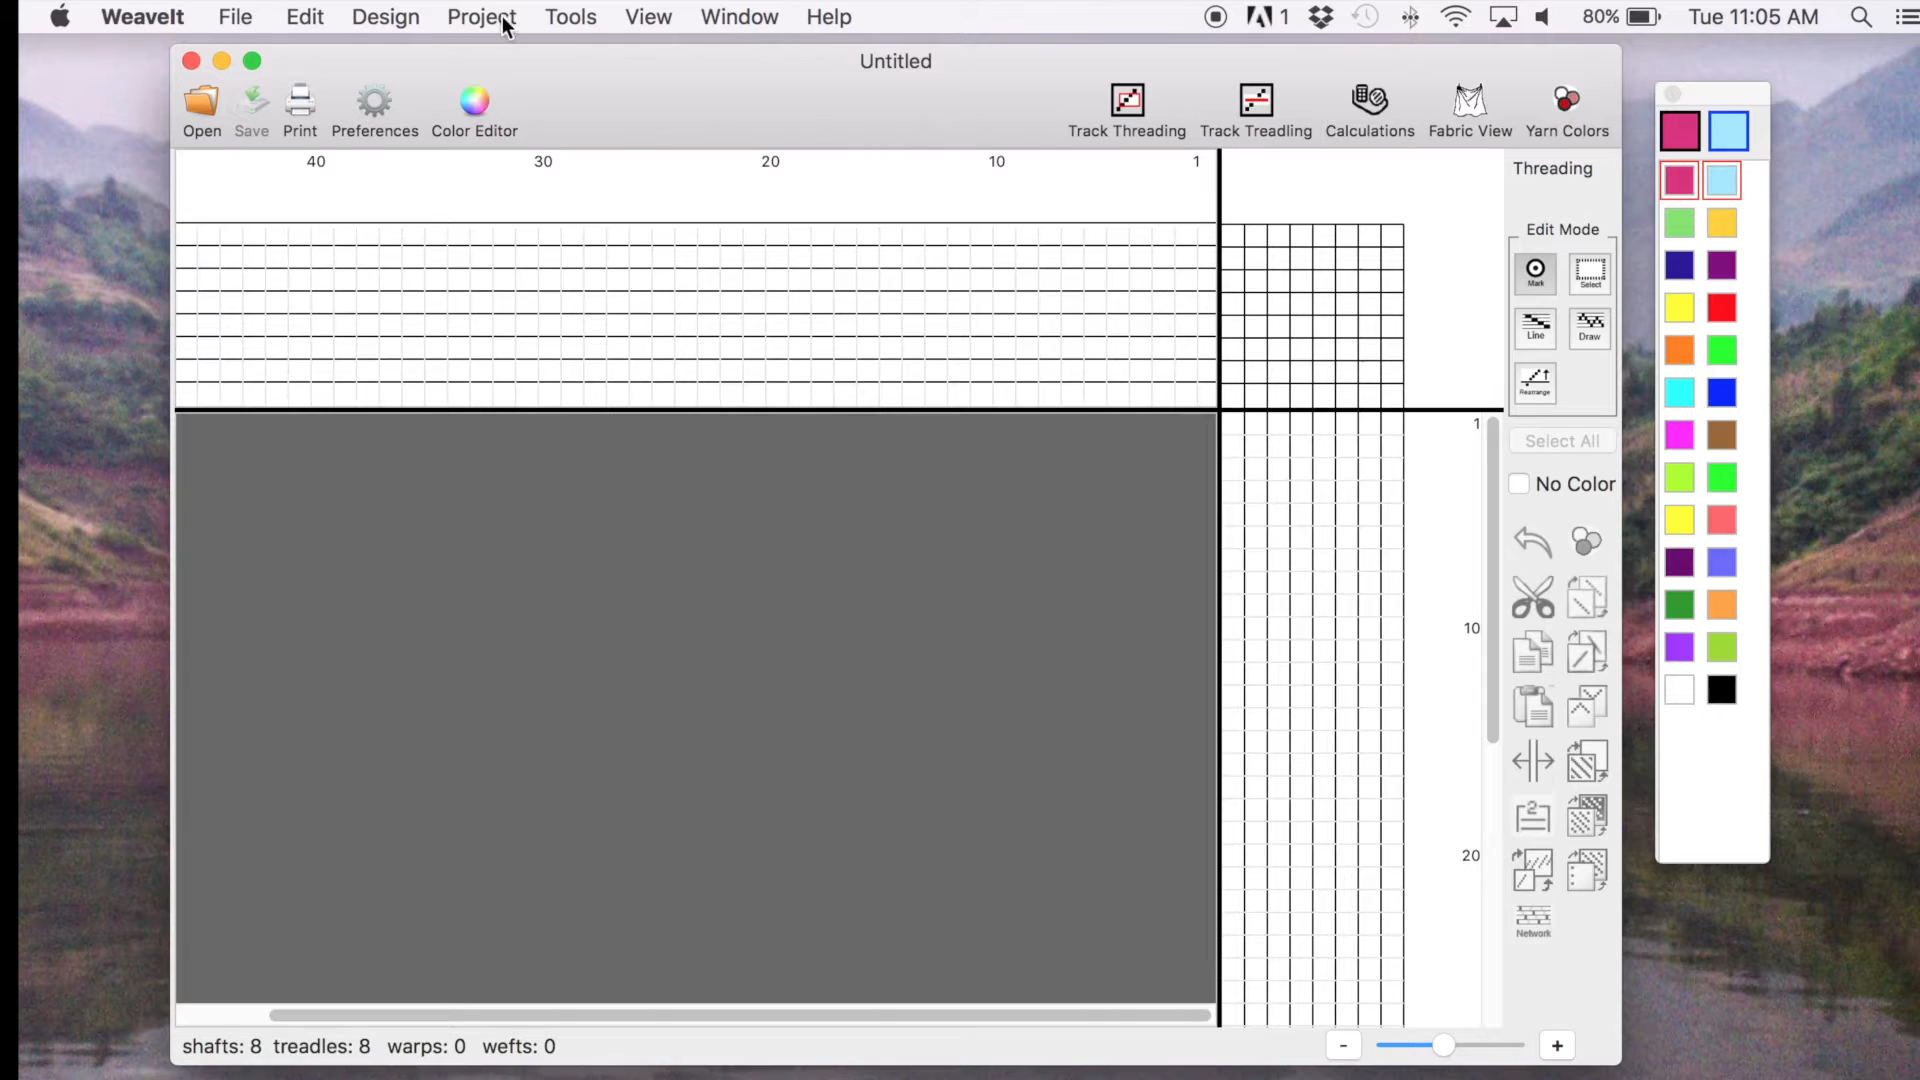 WeaveIt File Edit Design Project Tools View Window Help 1 80% Tue 11:05 AM
Untitled
Open Save Print Preferences Color Editor Track Threading Track Treadling Calculations Fabric View Yarn Colors
40 30 20 10 1
Threading
Edit Mode
Mark Select
Line Draw
Rearrange
Select All
No Color
1
10
20
2
Network
shafts: 8 treadles: 8 warps: 0 wefts: 0
- +